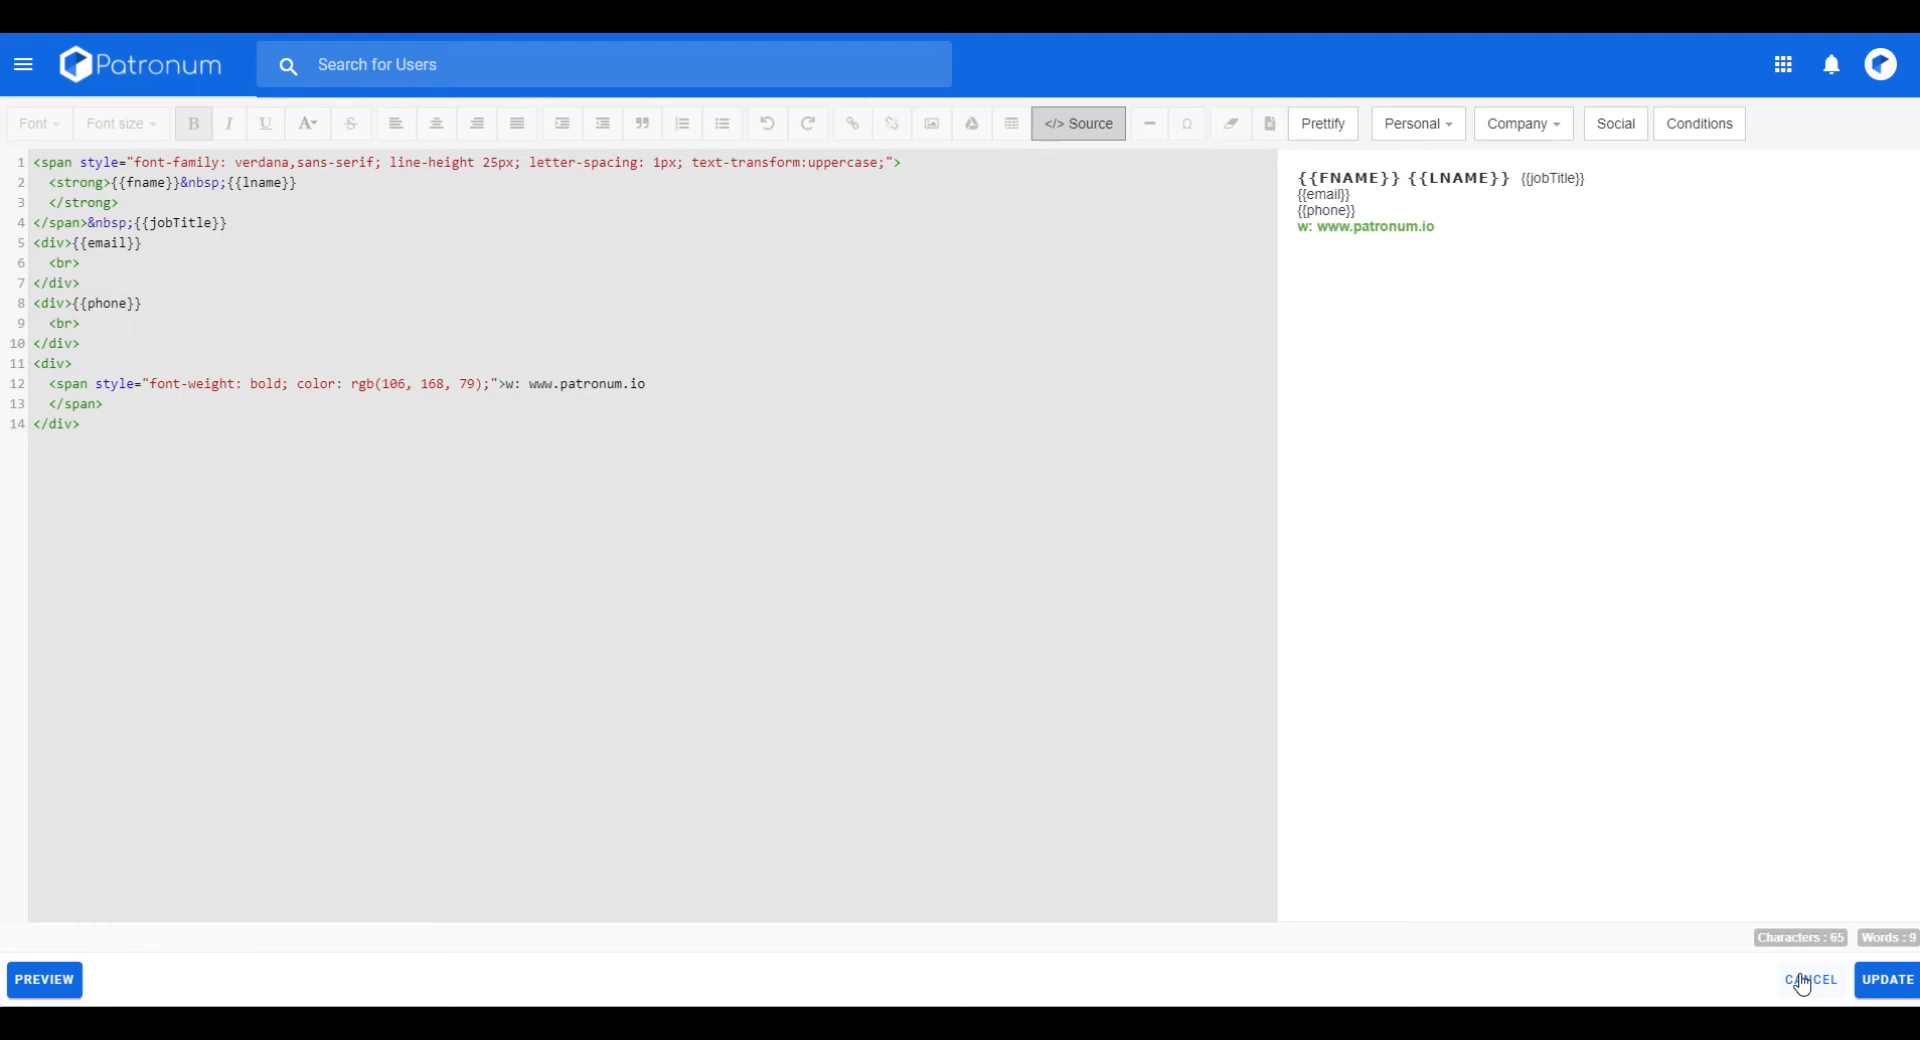 Patronum
Search for Users
Font
Font size
B I U A S
</> Source
Ω
Prettify
Personal
Company
Social
Conditions
1 <span style="font-family: verdana,sans-serif; line-height 25px; letter-spacing: 1px; text-transform:uppercase;">
2 <strong>{{fname}}&nbsp;{{lname}}
3 </strong>
4 </span>&nbsp;{{jobTitle}}
5 <div>{{email}}
6 <br>
7 </div>
8 <div>{{phone}}
9 <br>
10 </div>
11 <div>
12 <span style="font-weight: bold; color: rgb(106, 168, 79);">w: www.patronum.io
13 </span>
14 </div>
{{FNAME}} {{LNAME}} {{jobTitle}}
{{email}}
{{phone}}
w: www.patronum.io
Characters : 65
Words : 9
PREVIEW
CANCEL
UPDATE